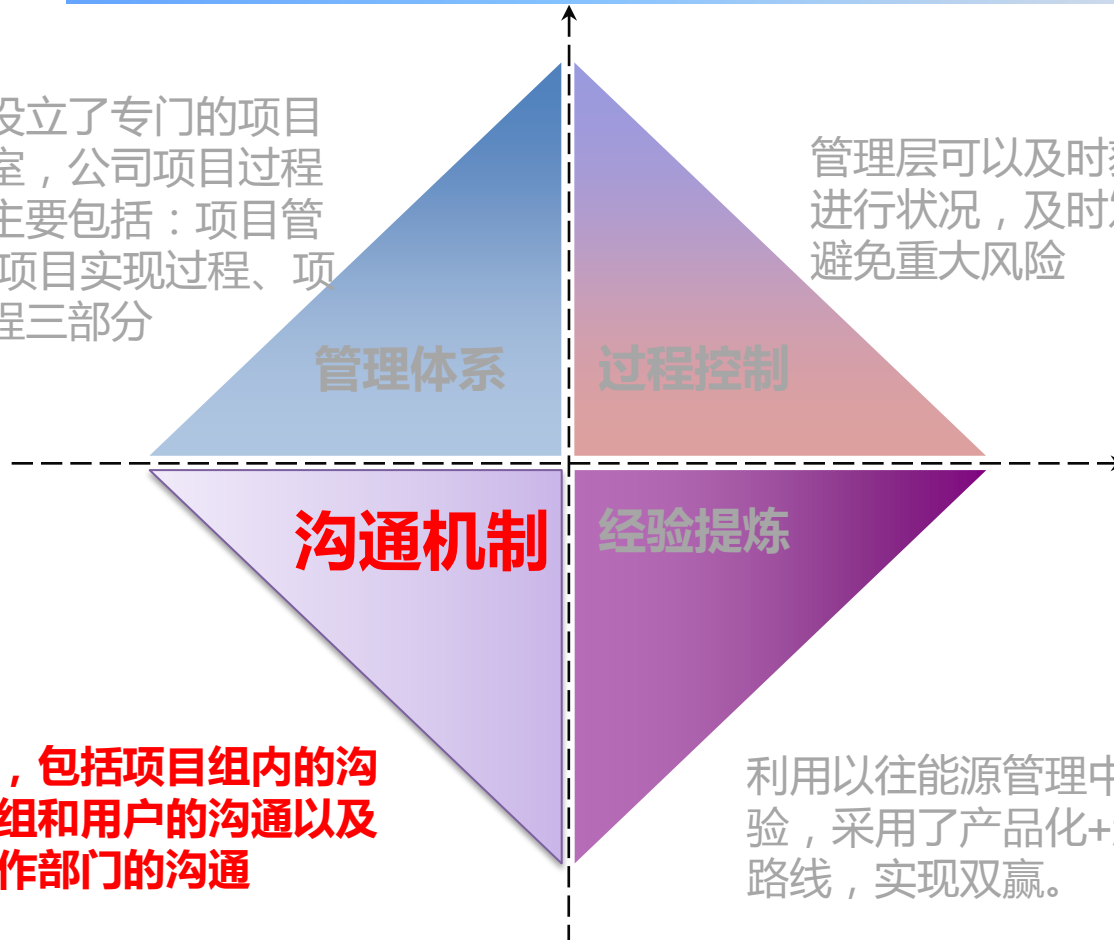 设立了专门的项目
室，公司项目过程
主要包括：项目管
项目实现过程、项
程三部分
管理层可以及时
进行状况，及时
避免重大风险
管理体系
过程控制
沟通机制
经验提炼
，包括项目组内的沟
组和用户的沟通以及
作部门的沟通
利用以往能源管理中
验，采用了产品化+
路线，实现双赢。